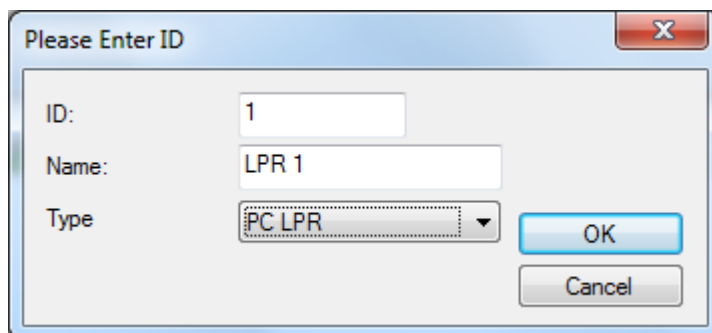 Please Enter ID
ID: 1
Name: LPR 1
Type PC LPR
OK
Cancel